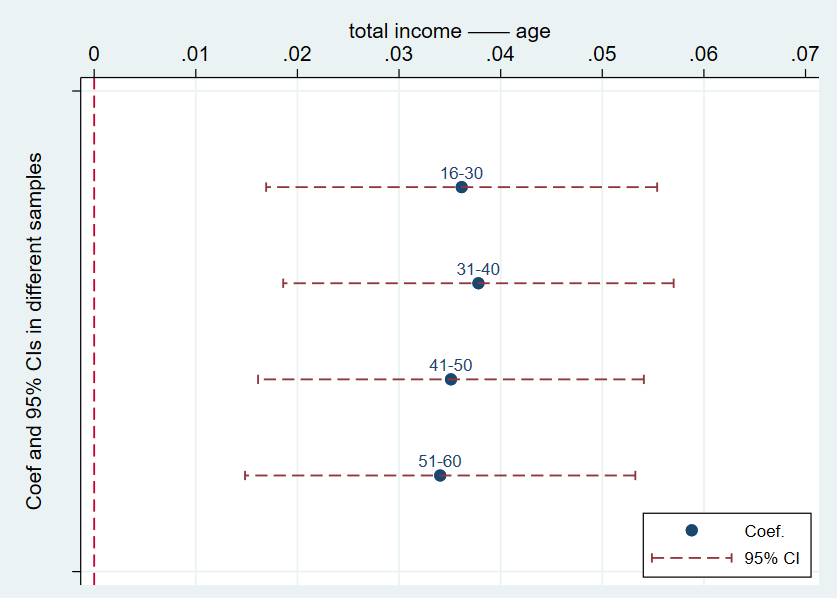 total income —— age
0 .01 .02 .03 .04 .05 .06 .07
Coef and 95% CIs in different samples
16-30
31-40
41-50
51-60
Coef.
95% CI